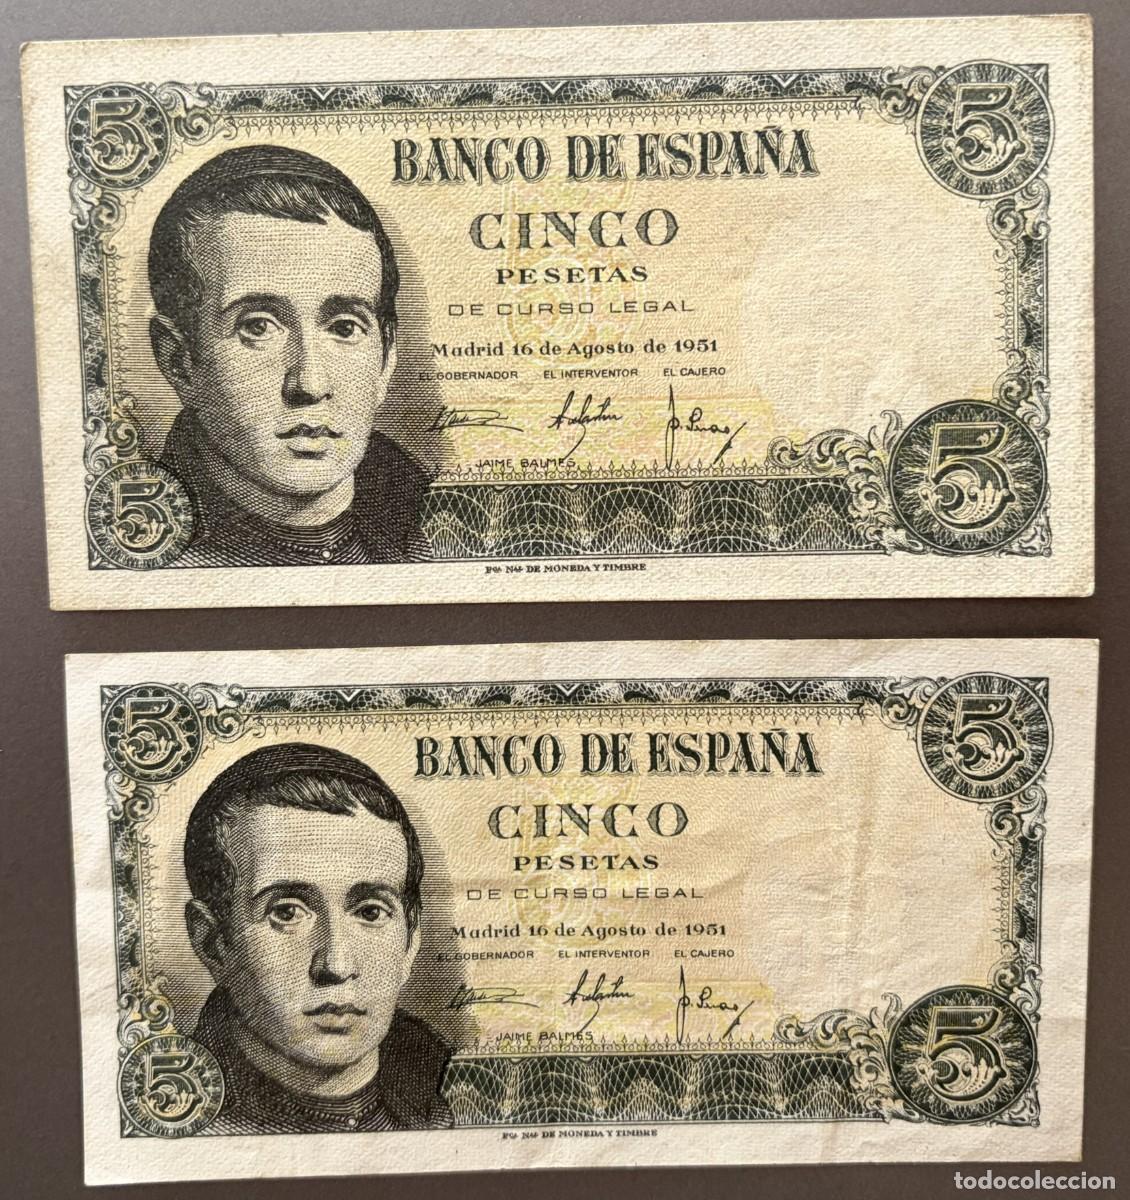 5 5
BANCO DE ESPAÑA
CINCO
PESETAS
DE CURSO LEGAL
Madrid 16 de Agosto de 1951
EL GOBERNADOR EL INTERVENTOR EL CAJERO
JAIME BALMES
5 5
Fca. Nal. DE MONEDA Y TIMBRE
5 5
BANCO DE ESPAÑA
CINCO
PESETAS
DE CURSO LEGAL
Madrid 16 de Agosto de 1951
EL GOBERNADOR EL INTERVENTOR EL CAJERO
JAIME BALMES
5 5
Fca. Nal. DE MONEDA Y TIMBRE
todocoleccion